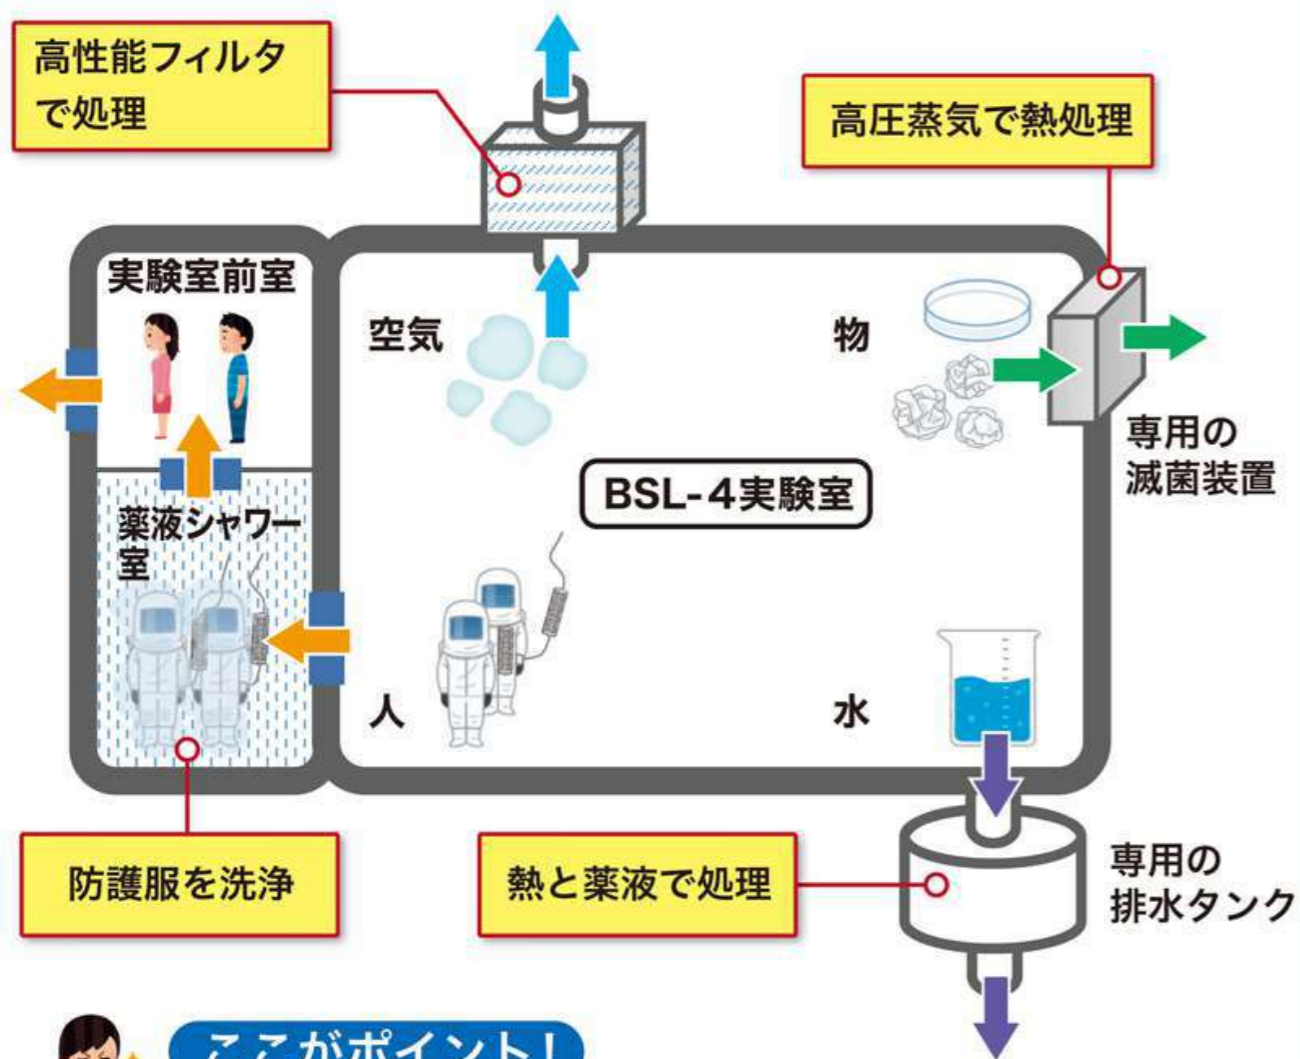 高性能フィルタ
で処理
高圧蒸気で熱処理
実験室前室
空気
物
専用の
滅菌装置
BSL-4実験室
薬液シャワー
室
人
水
防護服を洗浄
熱と薬液で処理
専用の
排水タンク
ここがポイント!